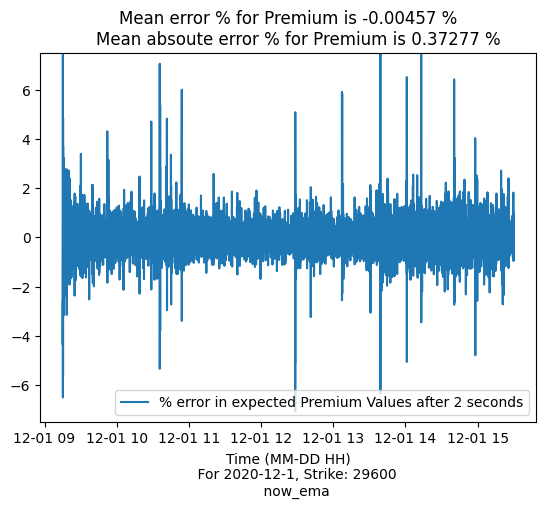 Mean error % for Premium is -0.00457 %
Mean absoute error % for Premium is 0.37277 %
6
4
2
0
−2
−4
−6
% error in expected Premium Values after 2 seconds
12-01 09 12-01 10 12-01 11 12-01 12 12-01 13 12-01 14 12-01 15
Time (MM-DD HH)
For 2020-12-1, Strike: 29600
now_ema